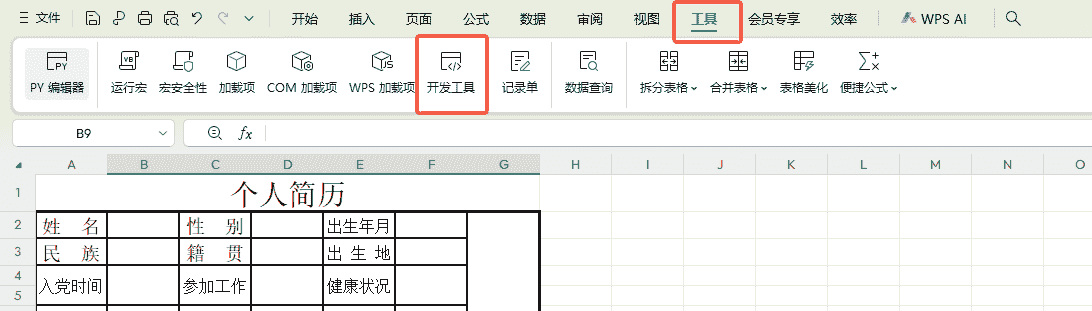 文件 开始 插入 页面 公式 数据 审阅 视图 工具 会员专享 效率 WPS AI
PY 编辑器 运行宏 宏安全性 加载项 COM 加载项 WPS 加载项 开发工具 记录单 数据查询 拆分表格 合并表格 表格美化 便捷公式
B9 fx
A B C D E F G H I J K L M N O
1 个人简历
2 姓 名 性 别 出生年月
3 民 族 籍 贯 出 生 地
4 入党时间 参加工作 健康状况
5